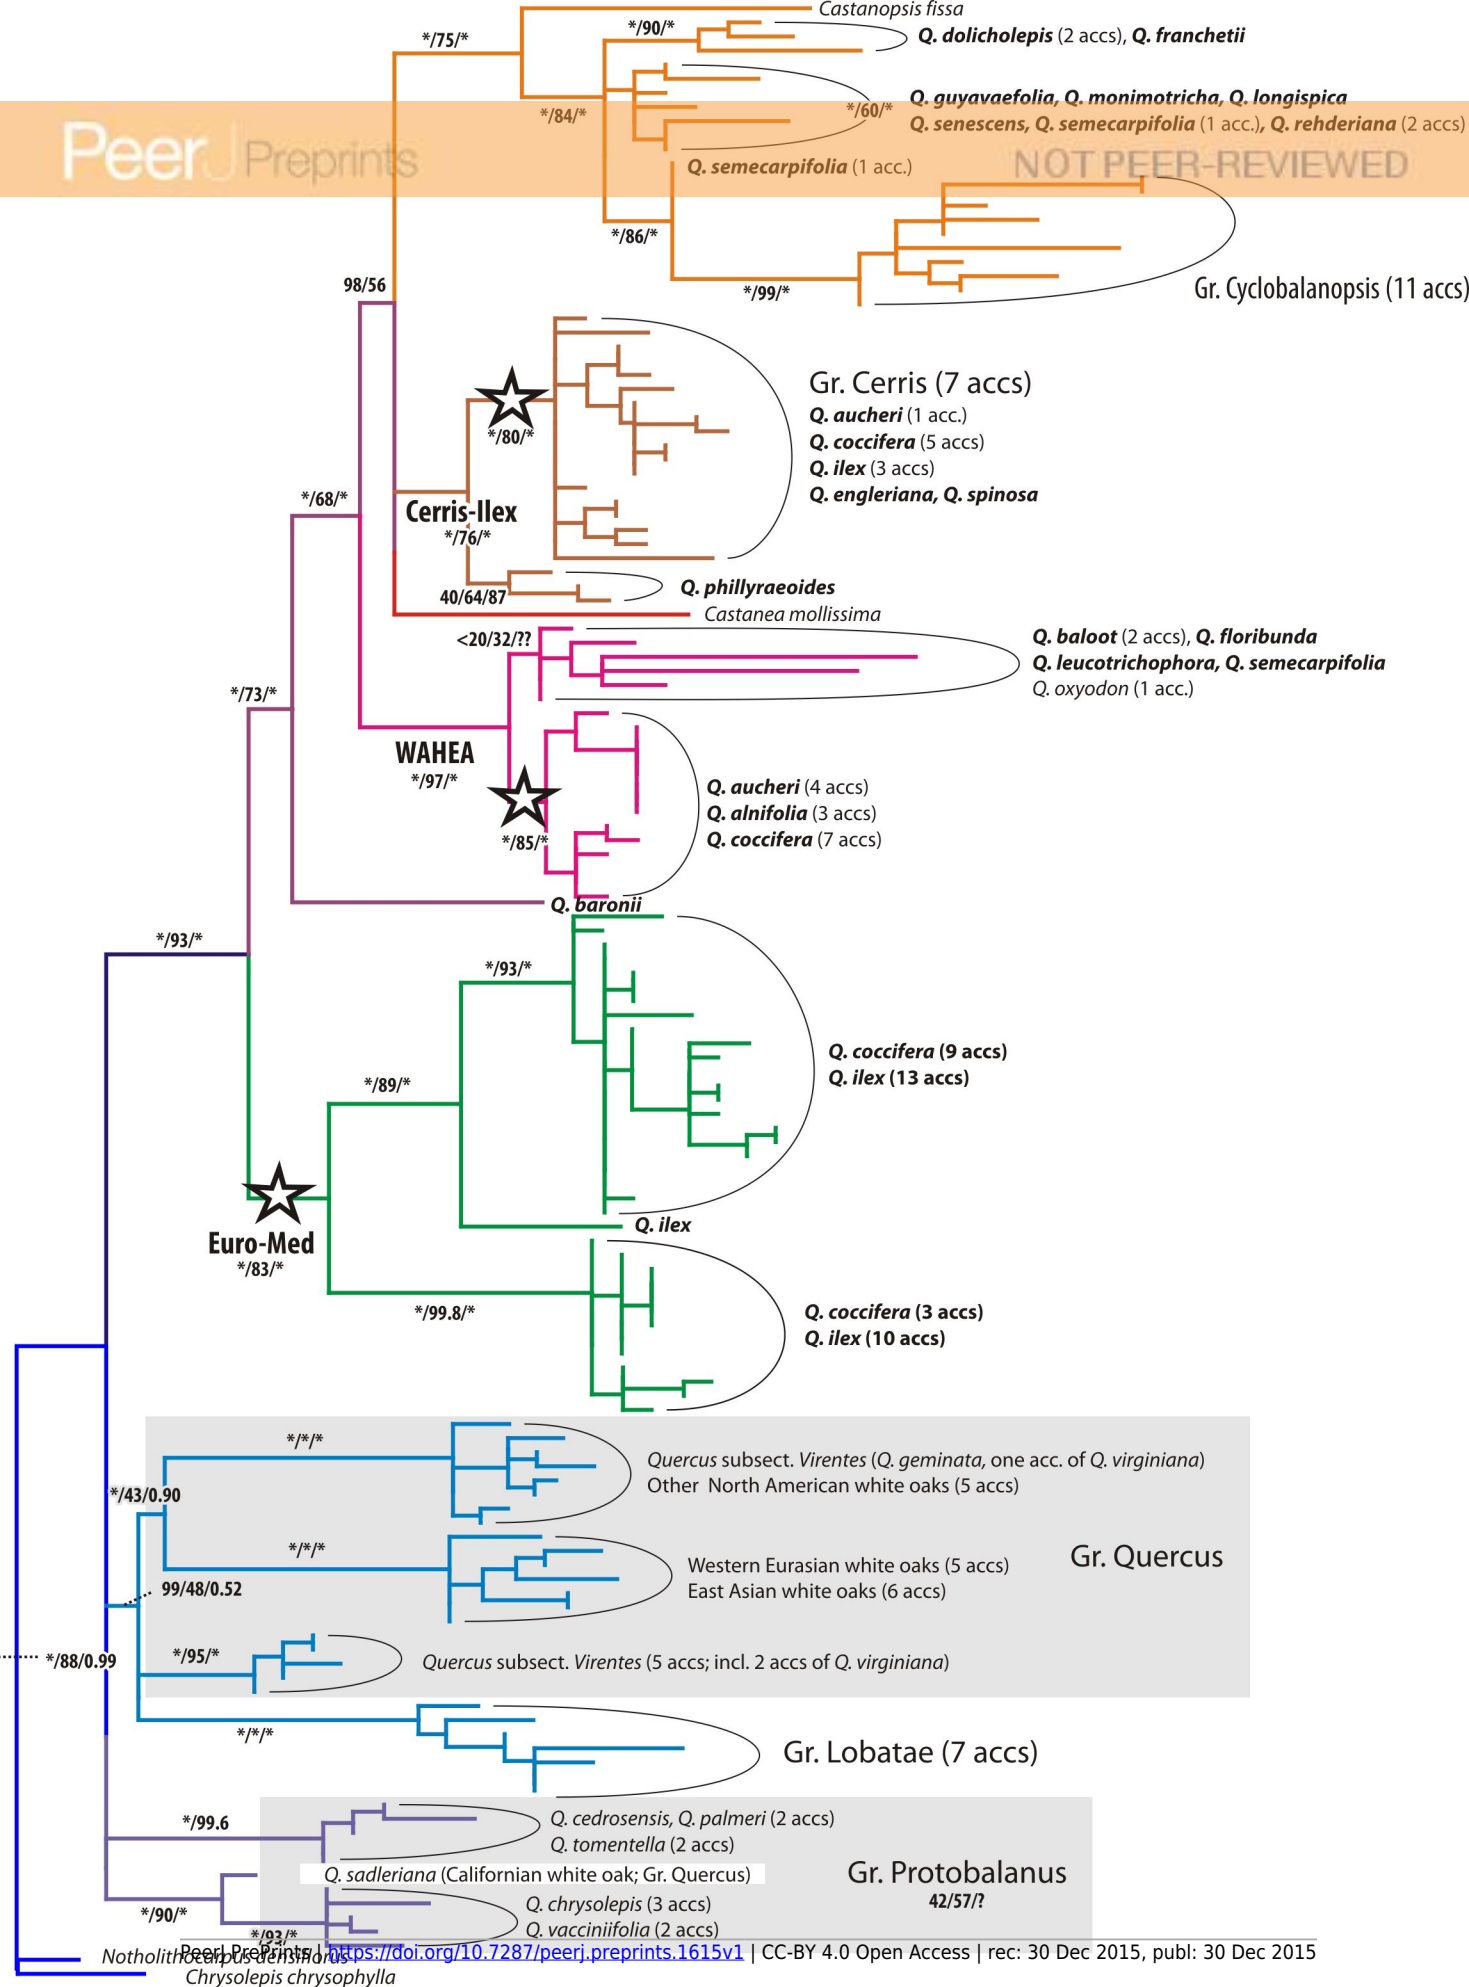 Castanopsis fissa
*/90/*
*/75/*
Q. dolicholepis (2 accs), Q. franchetii
Q. guyavaefolia, Q. monimotricha, Q. longispica
*/84/*
*/60/*
Q. senescens, Q. semecarpifolia (1 acc.), Q. rehderiana (2 accs)
PeerJ Preprints
NOT PEER-REVIEWED
Q. semecarpifolia (1 acc.)
*/86/*
*/99/*
Gr. Cyclobalanopsis (11 accs)
98/56
Gr. Cerris (7 accs)
Q. aucheri (1 acc.)
*/80/*
Q. coccifera (5 accs)
Q. ilex (3 accs)
Q. engleriana, Q. spinosa
*/68/*
Cerris-Ilex
*/76/*
Q. phillyraeoides
40/64/87
Castanea mollissima
<20/32/??
Q. baloot (2 accs), Q. floribunda
Q. leucotrichophora, Q. semecarpifolia
Q. oxyodon (1 acc.)
*/73/*
WAHEA
*/97/*
Q. aucheri (4 accs)
Q. alnifolia (3 accs)
Q. coccifera (7 accs)
*/85/*
Q. baronii
*/93/*
*/93/*
Q. coccifera (9 accs)
Q. ilex (13 accs)
*/89/*
Q. ilex
Euro-Med
*/83/*
*/99.8/*
Q. coccifera (3 accs)
Q. ilex (10 accs)
*/*/*
Quercus subsect. Virentes (Q. geminata, one acc. of Q. virginiana)
Other North American white oaks (5 accs)
*/43/0.90
*/*/*
Gr. Quercus
Western Eurasian white oaks (5 accs)
East Asian white oaks (6 accs)
99/48/0.52
*/95/*
*/88/0.99
Quercus subsect. Virentes (5 accs; incl. 2 accs of Q. virginiana)
*/*/*
Gr. Lobatae (7 accs)
*/99.6
Q. cedrosensis, Q. palmeri (2 accs)
Q. tomentella (2 accs)
Q. sadleriana (Californian white oak; Gr. Quercus)
Gr. Protobalanus
42/57/?
Q. chrysolepis (3 accs)
*/90/*
Q. vacciniifolia (2 accs)
*/93/*
Notholithocarpus densiflorus
PeerJ PrePrints | https://doi.org/10.7287/peerj.preprints.1615v1 | CC-BY 4.0 Open Access | rec: 30 Dec 2015, publ: 30 Dec 2015
Chrysolepis chrysophylla